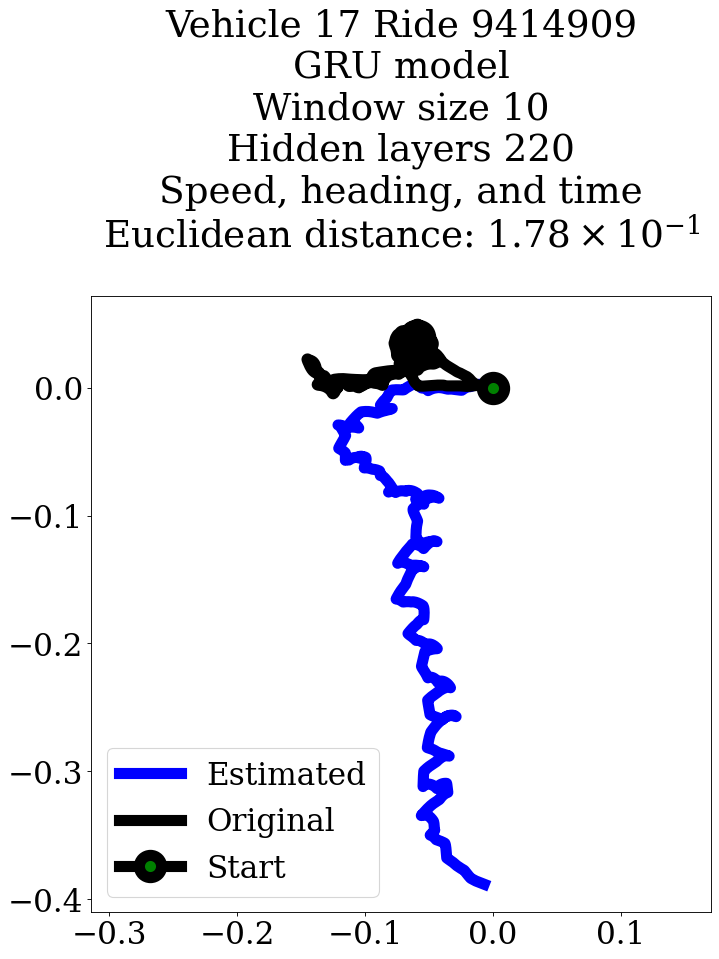 Vehicle 17 Ride 9414909
GRU model
Window size 10
Hidden layers 220
Speed, heading, and time
Euclidean distance: 1.78 × 10⁻¹
0.0
−0.1
−0.2
−0.3
−0.4
Estimated
Original
Start
−0.3 −0.2 −0.1 0.0 0.1